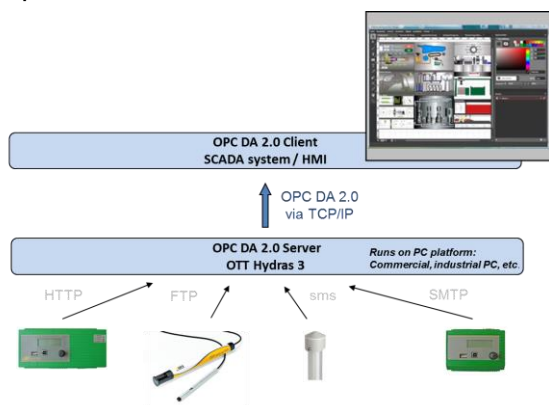 OPC DA 2.0 Client
SCADA system / HMI
OPC DA 2.0
via TCP/IP
OPC DA 2.0 Server
OTT Hydras 3
Runs on PC platform:
Commercial, industrial PC, etc.
HTTP
FTP
sms
SMTP